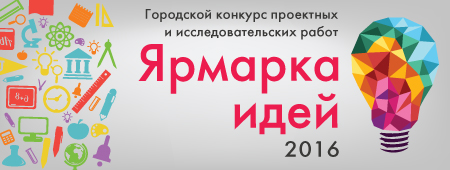 Городской конкурс проектных
и исследовательских работ
Ярмарка
идей
2016